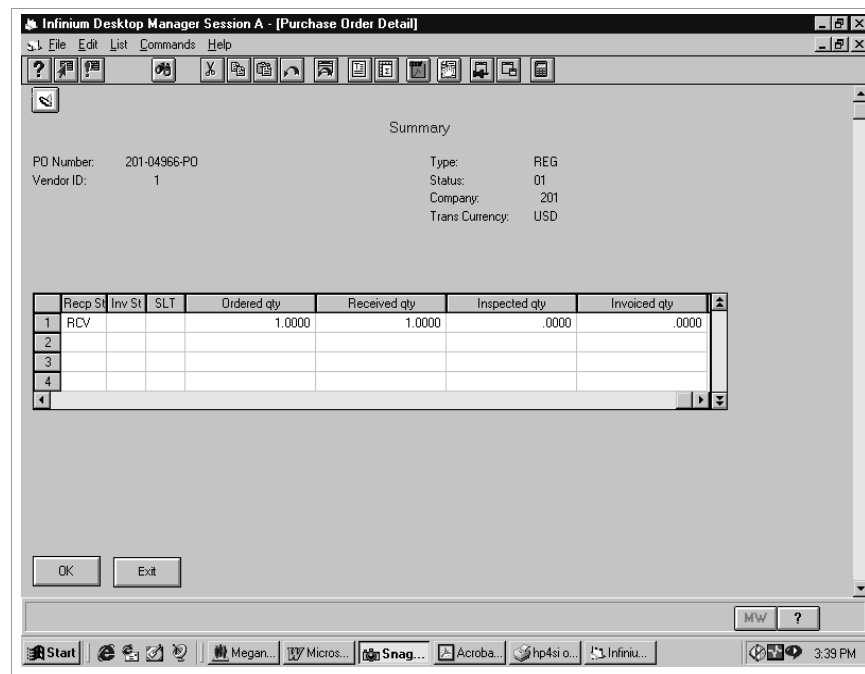 Infinium Desktop Manager Session A - [Purchase Order Detail]
File Edit List Commands Help
Summary
PO Number: 201-04966-PO Type: REG
Vendor ID: 1 Status: 01
Company: 201
Trans Currency: USD
Recp St Inv St SLT Ordered qty Received qty Inspected qty Invoiced qty
1 RCV 1.0000 1.0000 .0000 .0000
2
3
4
OK Exit
MW ?
Start Megan... Micros... Snag... Acroba... hp4si o... Infiniu... 3:39 PM